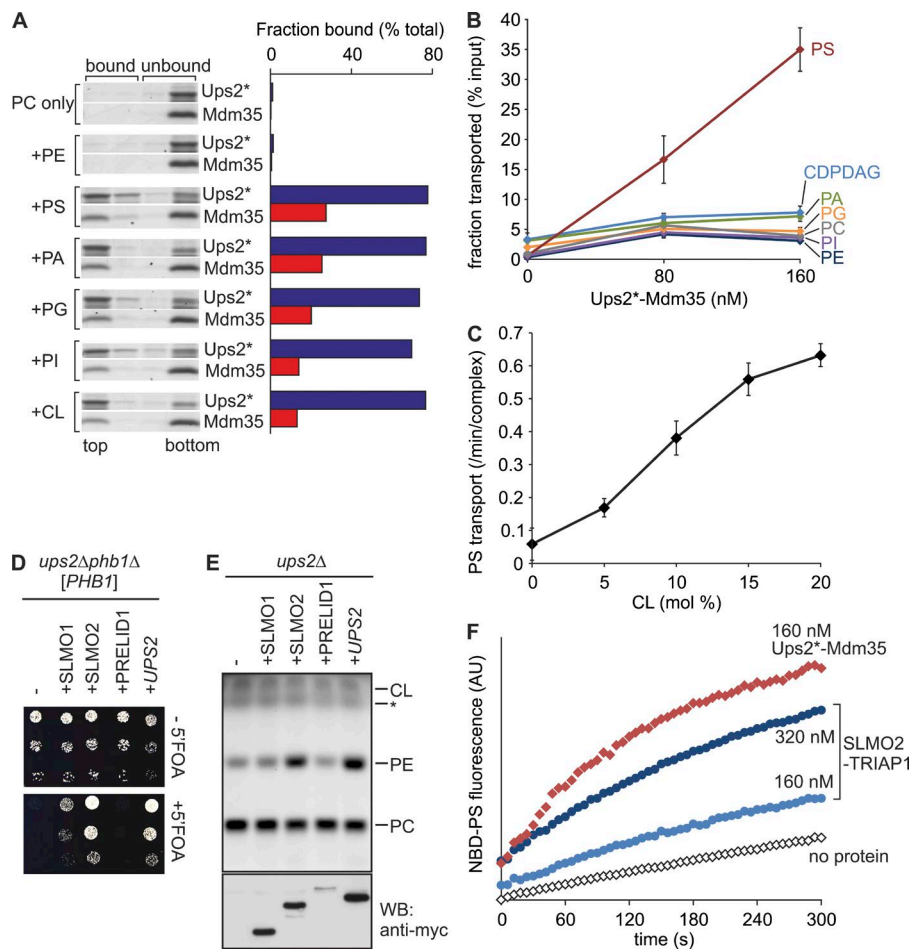 A
Fraction bound (% total)
bound unbound
0 40 80
PC only
Ups2*
Mdm35
+PE
Ups2*
Mdm35
+PS
Ups2*
Mdm35
+PA
Ups2*
Mdm35
+PG
Ups2*
Mdm35
+PI
Ups2*
Mdm35
+CL
Ups2*
Mdm35
top bottom
B
fraction transported (% input)
40
35
30
25
20
15
10
5
0
0 80 160
Ups2*-Mdm35 (nM)
PS
CDPDAG
PA
PG
PC
PI
PE
C
PS transport (/min/complex)
0.7
0.6
0.5
0.4
0.3
0.2
0.1
0
0 5 10 15 20
CL (mol %)
D
ups2Δphb1Δ
[PHB1]
-
+SLMO1
+SLMO2
+PRELID1
+UPS2
- 5'FOA
+5'FOA
E
ups2Δ
-
+SLMO1
+SLMO2
+PRELID1
+UPS2
CL
*
PE
PC
WB:
anti-myc
F
NBD-PS fluorescence (AU)
160 nM
Ups2*-Mdm35
320 nM
SLMO2
-TRIAP1
160 nM
no protein
0 60 120 180 240 300
time (s)